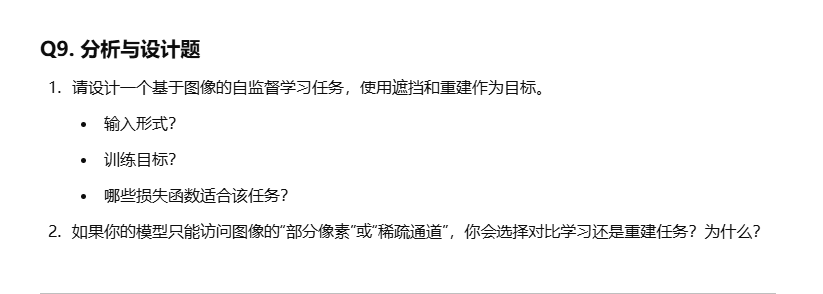 Q9. 分析与设计题
1. 请设计一个基于图像的自监督学习任务，使用遮挡和重建作为目标。
• 输入形式？
• 训练目标？
• 哪些损失函数适合该任务？
2. 如果你的模型只能访问图像的“部分像素”或“稀疏通道”，你会选择对比学习还是重建任务？为什么？